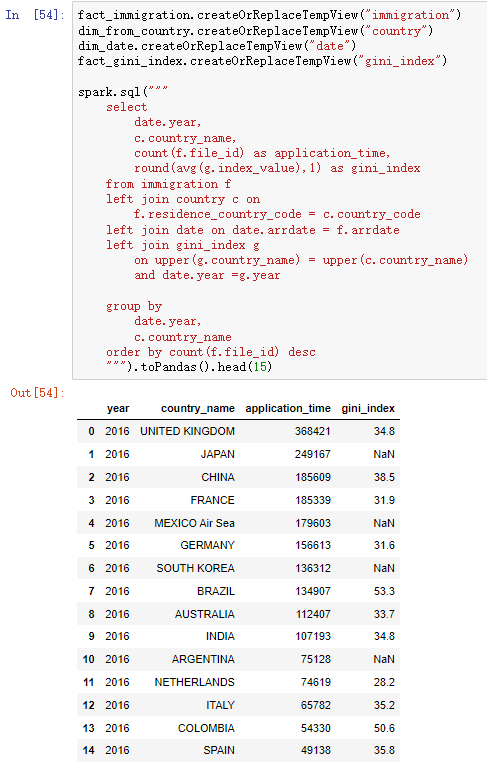 In [54]: fact_immigration.createOrReplaceTempView("immigration")
dim_from_country.createOrReplaceTempView("country")
dim_date.createOrReplaceTempView("date")
fact_gini_index.createOrReplaceTempView("gini_index")

spark.sql("""
    select
        date.year,
        c.country_name,
        count(f.file_id) as application_time,
        round(avg(g.index_value),1) as gini_index
    from immigration f
    left join country c on
        f.residence_country_code = c.country_code
    left join date on date.arrdate = f.arrdate
    left join gini_index g
        on upper(g.country_name) = upper(c.country_name)
        and date.year =g.year

    group by
        date.year,
        c.country_name
    order by count(f.file_id) desc
    """).toPandas().head(15)
Out[54]:
year country_name application_time gini_index
0 2016 UNITED KINGDOM 368421 34.8
1 2016 JAPAN 249167 NaN
2 2016 CHINA 185609 38.5
3 2016 FRANCE 185339 31.9
4 2016 MEXICO Air Sea 179603 NaN
5 2016 GERMANY 156613 31.6
6 2016 SOUTH KOREA 136312 NaN
7 2016 BRAZIL 134907 53.3
8 2016 AUSTRALIA 112407 33.7
9 2016 INDIA 107193 34.8
10 2016 ARGENTINA 75128 NaN
11 2016 NETHERLANDS 74619 28.2
12 2016 ITALY 65782 35.2
13 2016 COLOMBIA 54330 50.6
14 2016 SPAIN 49138 35.8